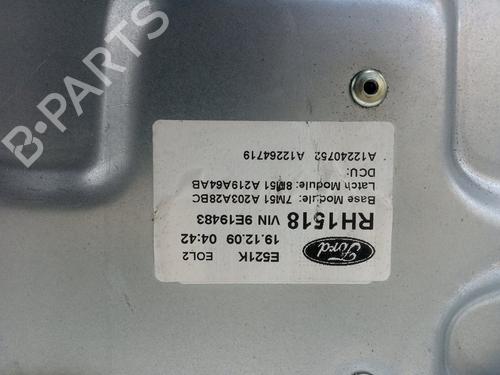 Ford
E521K EOL2
19.12.09 04:42
RH1518 VIN 9E19483
Base Module: 7M51 A203A28BC
Latch Module: 8M51 A219A64AB
DCU:
A12240752 A12264719
B-PARTS